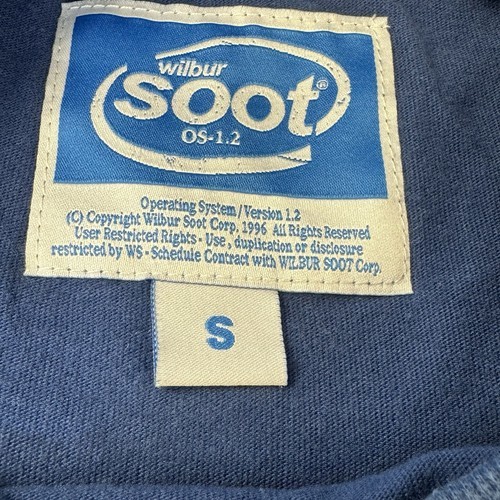 wilbur
soot®
OS-1.2
Operating System/Version 1.2
(C) Copyright Wilbur Soot Corp. 1996 All Rights Reserved
User Restricted Rights - Use, duplication or disclosure
restricted by WS - Schedule Contract with WILBUR SOOT Corp.
S